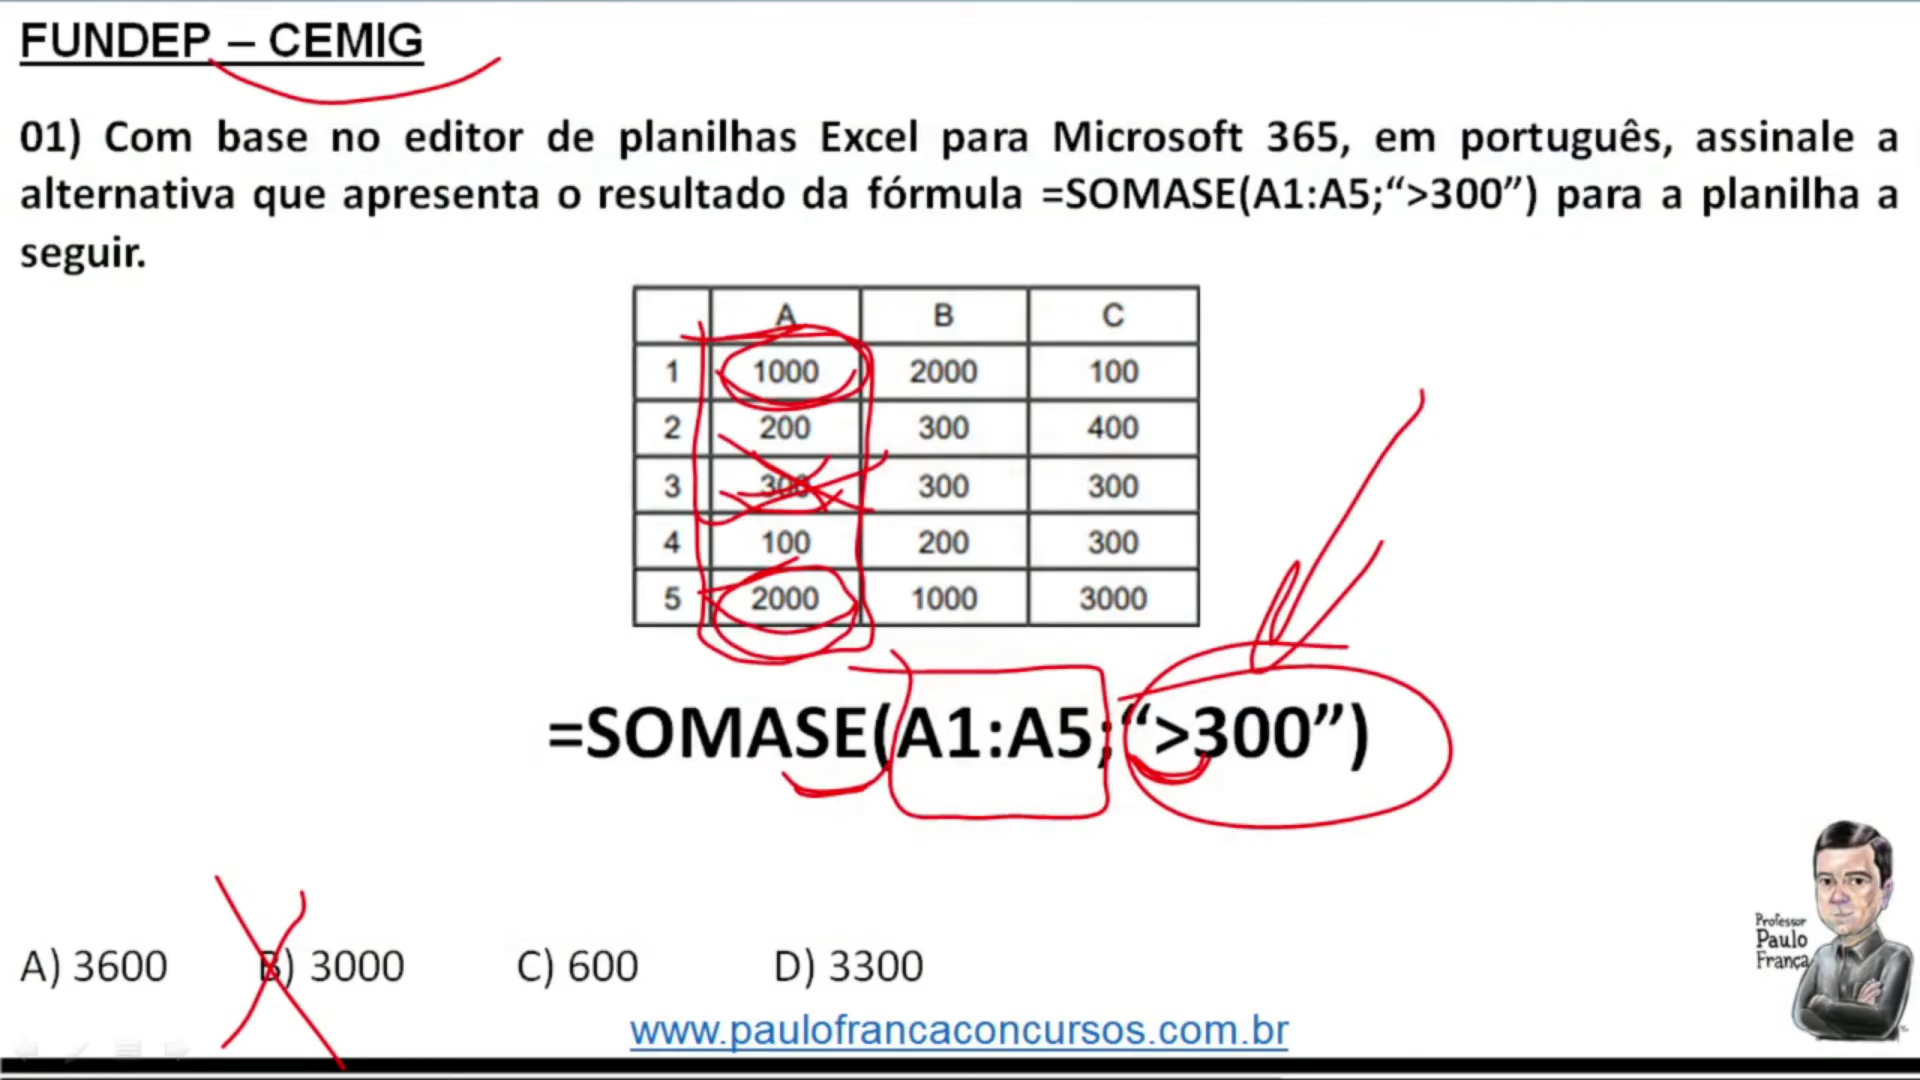 FUNDEP – CEMIG
01) Com base no editor de planilhas Excel para Microsoft 365, em português, assinale a
alternativa que apresenta o resultado da fórmula =SOMASE(A1:A5;“>300”) para a planilha a
seguir.
A B C
1 1000 2000 100
2 200 300 400
3 300 300 300
4 100 200 300
5 2000 1000 3000
=SOMASE(A1:A5;“>300”)
A) 3600 B) 3000 C) 600 D) 3300
Professor
Paulo
França
www.paulofrancaconcursos.com.br